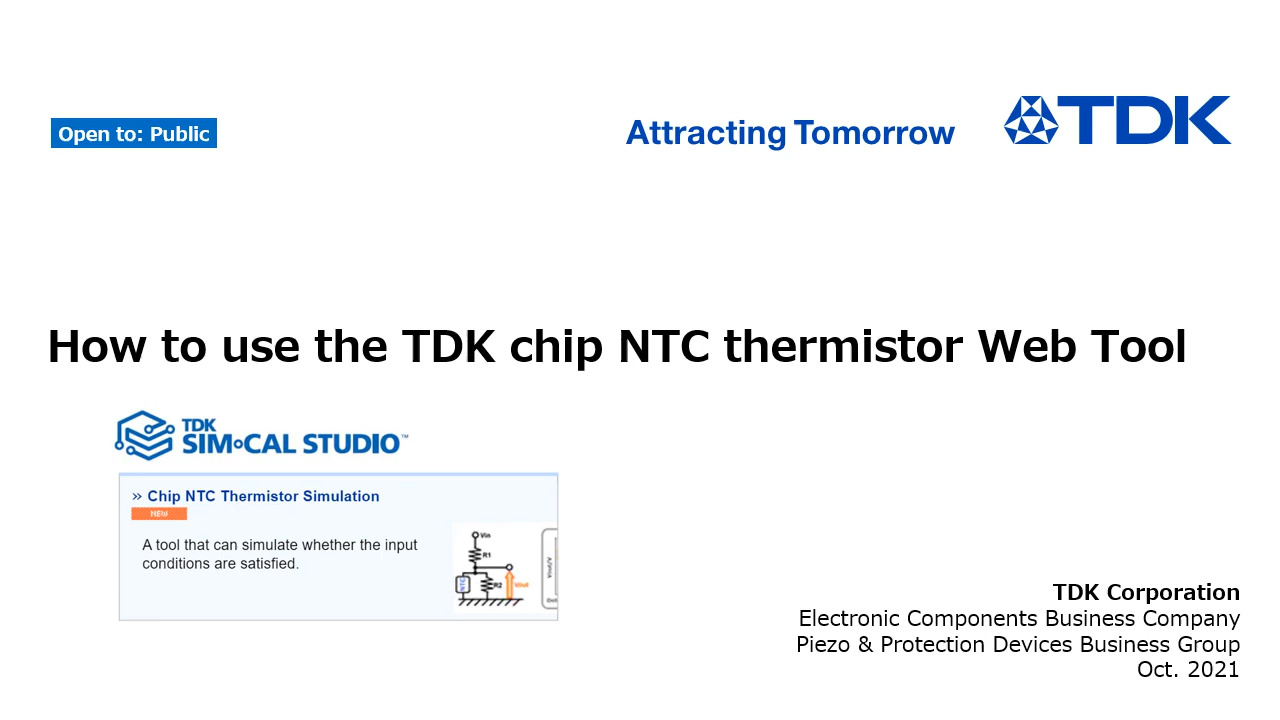 Open to: Public
Attracting Tomorrow
TDK
How to use the TDK chip NTC thermistor Web Tool
TDK
SIM•CAL STUDIO™
» Chip NTC Thermistor Simulation
NEW
A tool that can simulate whether the input
conditions are satisfied.
Vin
R1
R2
Vout
TDK Corporation
Electronic Components Business Company
Piezo & Protection Devices Business Group
Oct. 2021